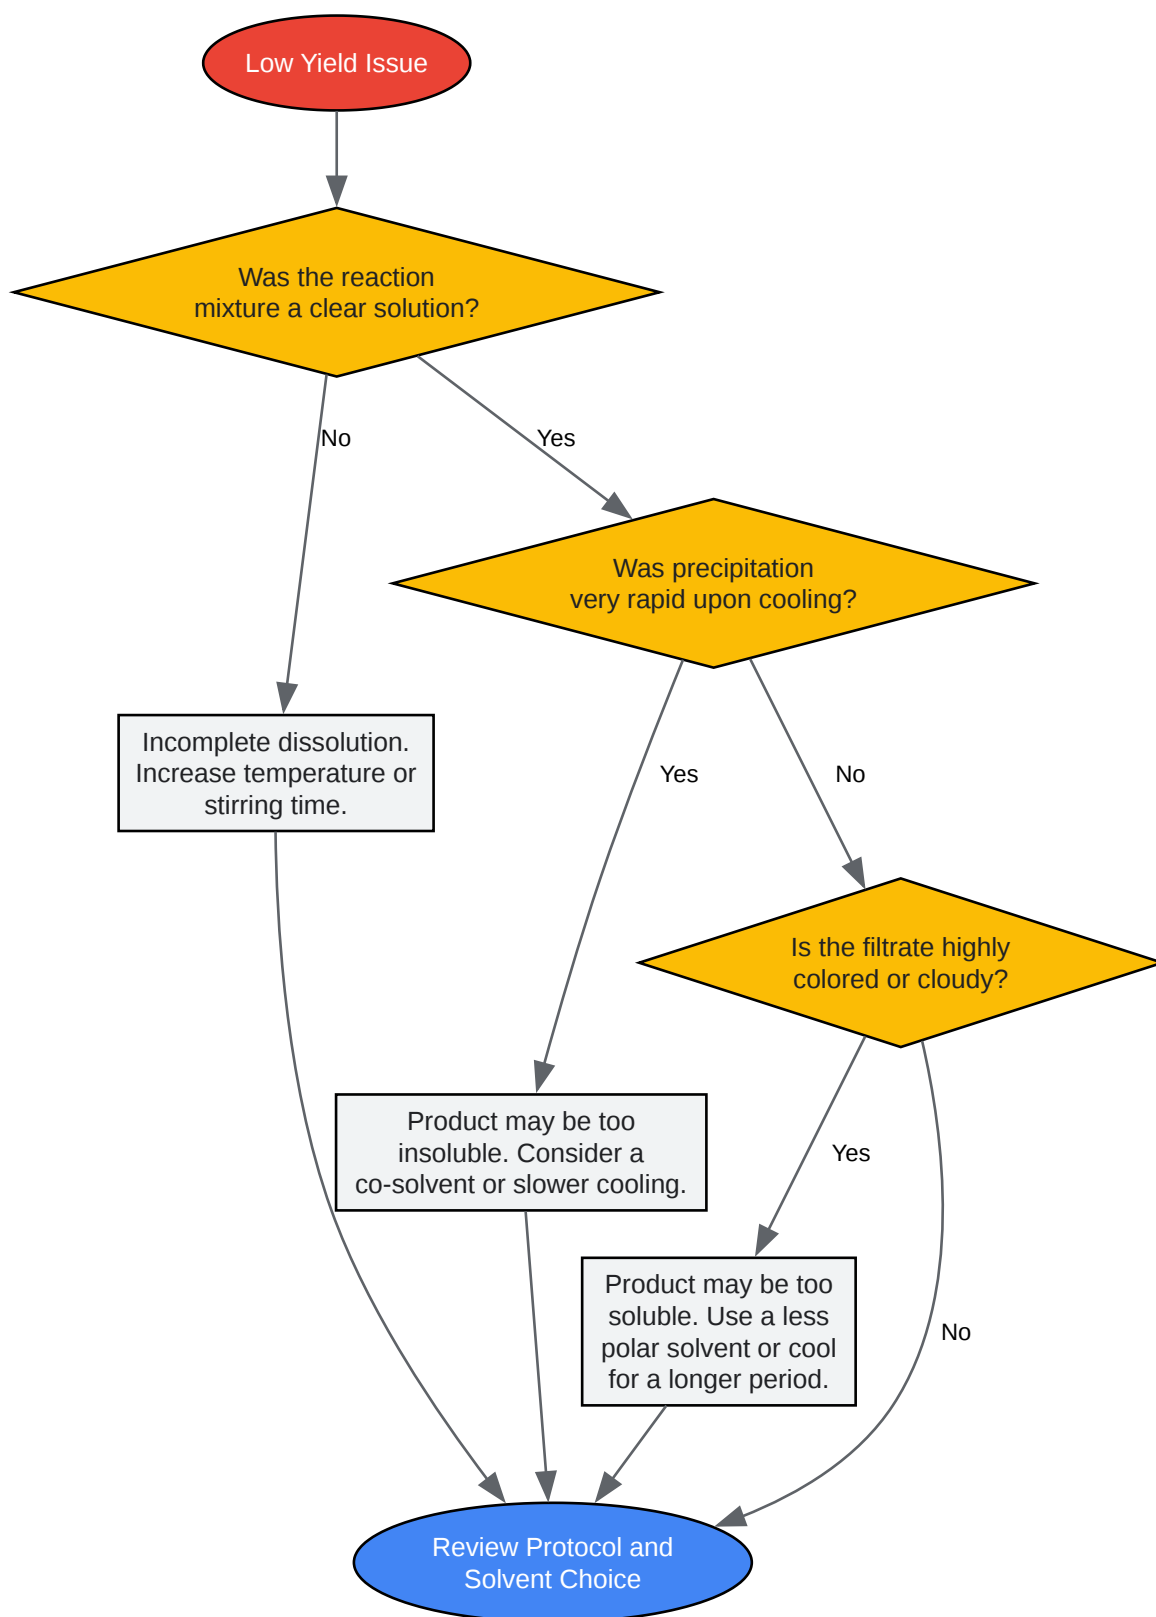 Low Yield Issue
Was the reaction
mixture a clear solution?
No
Yes
Was precipitation
very rapid upon cooling?
Incomplete dissolution.
Increase temperature or
stirring time.
Yes
No
Is the filtrate highly
colored or cloudy?
Product may be too
insoluble. Consider a
co-solvent or slower cooling.
Yes
Product may be too
soluble. Use a less
polar solvent or cool
for a longer period.
No
Review Protocol and
Solvent Choice